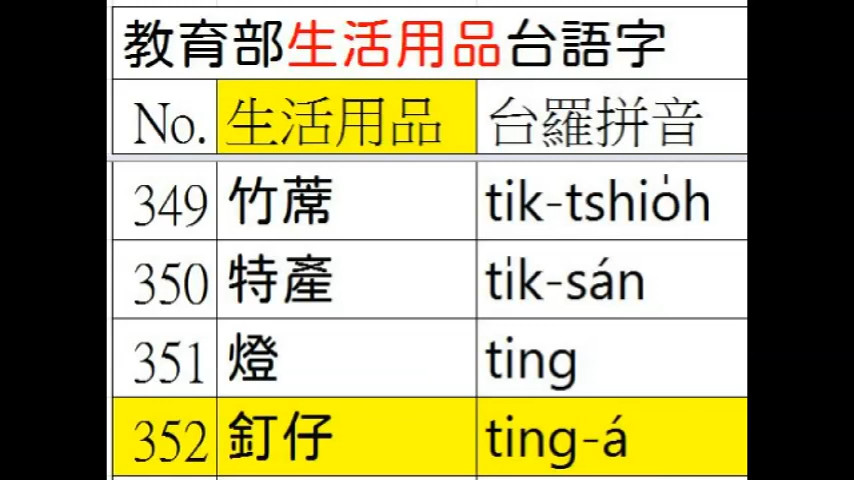 教育部生活用品台語字
No. 生活用品 台羅拼音
349 竹蓆 tik-tshio̍h
350 特產 ti̍k-sán
351 燈 ting
352 釘仔 ting-á